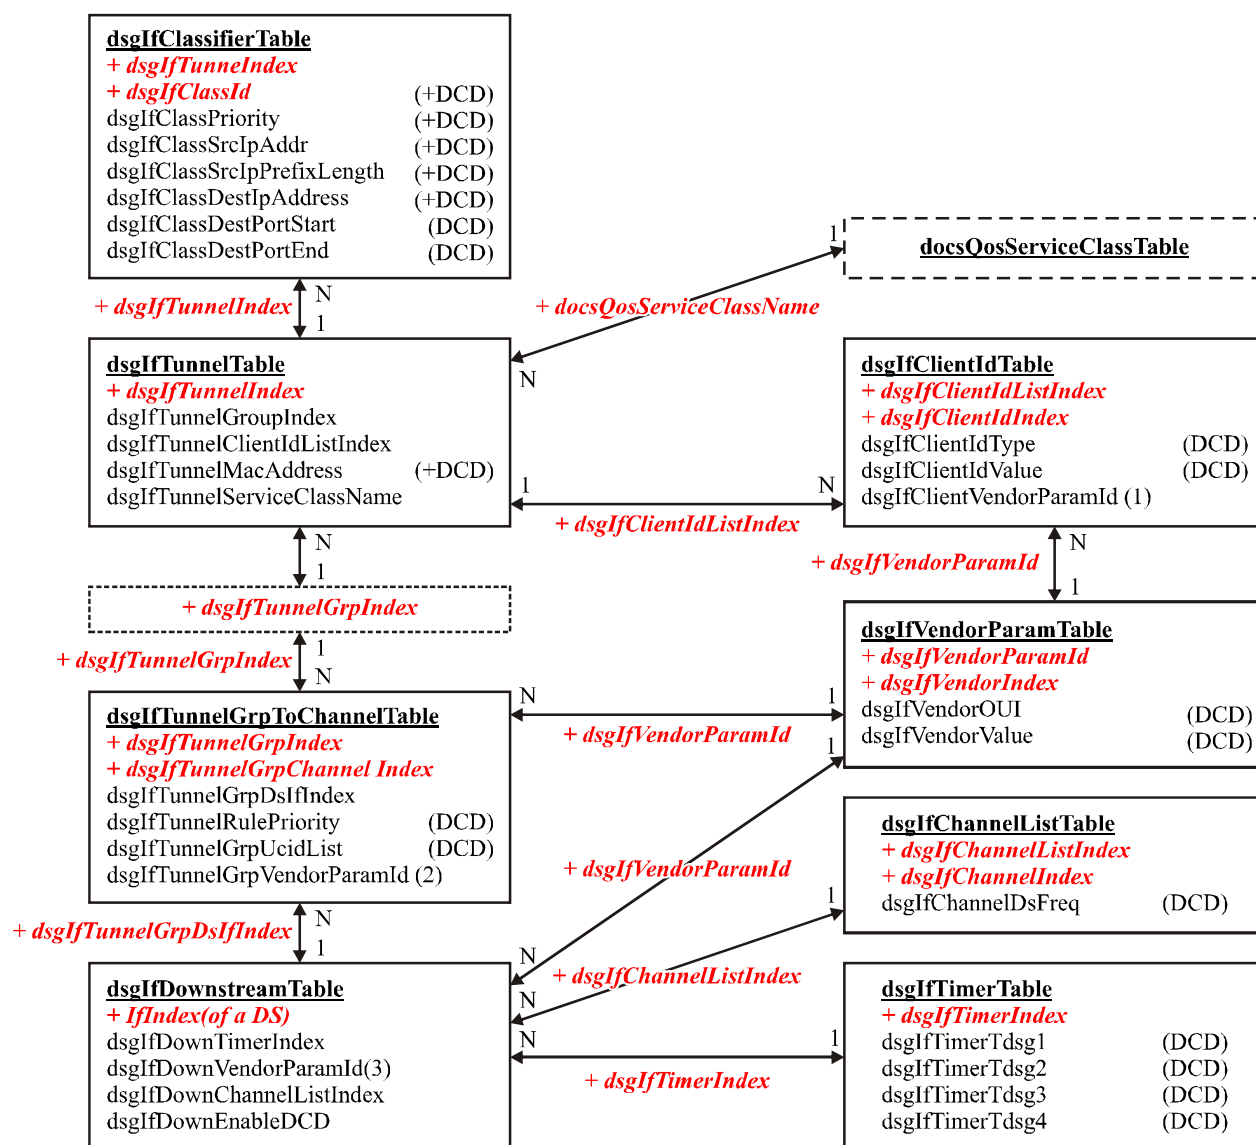 dsgIfClassifierTable
+ dsgIfTunneIndex
+ dsgIfClassId (+DCD)
dsgIfClassPriority (+DCD)
dsgIfClassSrcIpAddr (+DCD)
dsgIfClassSrcIpPrefixLength (+DCD)
dsgIfClassDestIpAddress (+DCD)
dsgIfClassDestPortStart (DCD)
dsgIfClassDestPortEnd (DCD)
N
+ dsgIfTunnelIndex
1
1
docsQosServiceClassTable
+ docsQosServiceClassName
N
dsgIfTunnelTable
+ dsgIfTunnelIndex
dsgIfTunnelGroupIndex
dsgIfTunnelClientIdListIndex
dsgIfTunnelMacAddress (+DCD)
dsgIfTunnelServiceClassName
1
N
+ dsgIfClientIdListIndex
dsgIfClientIdTable
+ dsgIfClientIdListIndex
+ dsgIfClientIdIndex
dsgIfClientIdType (DCD)
dsgIfClientIdValue (DCD)
dsgIfClientVendorParamId (1)
N
1
+ dsgIfTunnelGrpIndex
1
+ dsgIfTunnelGrpIndex
N
N
+ dsgIfVendorParamId
1
dsgIfVendorParamTable
+ dsgIfVendorParamId
+ dsgIfVendorIndex
dsgIfVendorOUI (DCD)
dsgIfVendorValue (DCD)
dsgIfTunnelGrpToChannelTable
+ dsgIfTunnelGrpIndex
+ dsgIfTunnelGrpChannel Index
dsgIfTunnelGrpDsIfIndex
dsgIfTunnelRulePriority (DCD)
dsgIfTunnelGrpUcidList (DCD)
dsgIfTunnelGrpVendorParamId (2)
N
1
+ dsgIfVendorParamId
1
+ dsgIfVendorParamId
N
dsgIfChannelListTable
+ dsgIfChannelListIndex
+ dsgIfChannelIndex
dsgIfChannelDsFreq (DCD)
1
+ dsgIfChannelListIndex
N
N
+ dsgIfTunnelGrpDsIfIndex
1
dsgIfDownstreamTable
+ IfIndex(of a DS)
dsgIfDownTimerIndex
dsgIfDownVendorParamId(3)
dsgIfDownChannelListIndex
dsgIfDownEnableDCD
N
1
+ dsgIfTimerIndex
dsgIfTimerTable
+ dsgIfTimerIndex
dsgIfTimerTdsg1 (DCD)
dsgIfTimerTdsg2 (DCD)
dsgIfTimerTdsg3 (DCD)
dsgIfTimerTdsg4 (DCD)